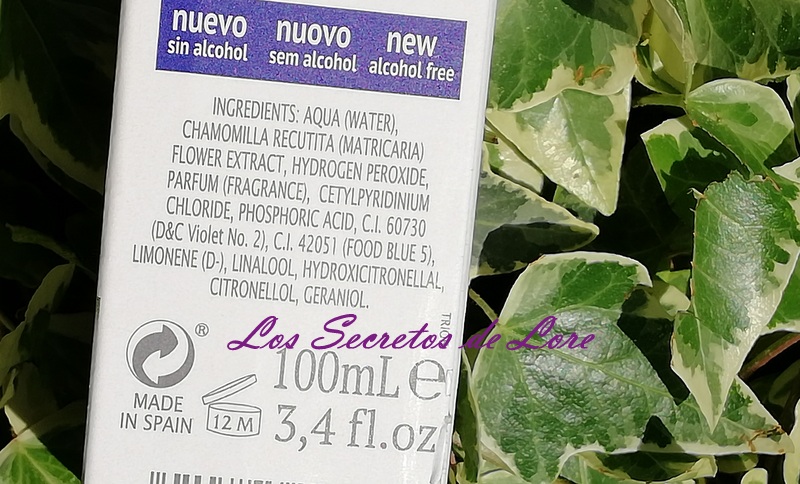 nuevo
sin alcohol
nuovo
sem alcohol
new
alcohol free
INGREDIENTS: AQUA (WATER),
CHAMOMILLA RECUTITA (MATRICARIA)
FLOWER EXTRACT, HYDROGEN PEROXIDE,
PARFUM (FRAGRANCE), CETYLPYRIDINIUM
CHLORIDE, PHOSPHORIC ACID, C.I. 60730
(D&C Violet No. 2), C.I. 42051 (FOOD BLUE 5),
LIMONENE (D-), LINALOOL, HYDROXICITRONELLAL,
CITRONELLOL, GERANIOL.
Los Secretos de Lore
®
MADE
IN SPAIN
12 M
100mL e
3,4 fl.oz